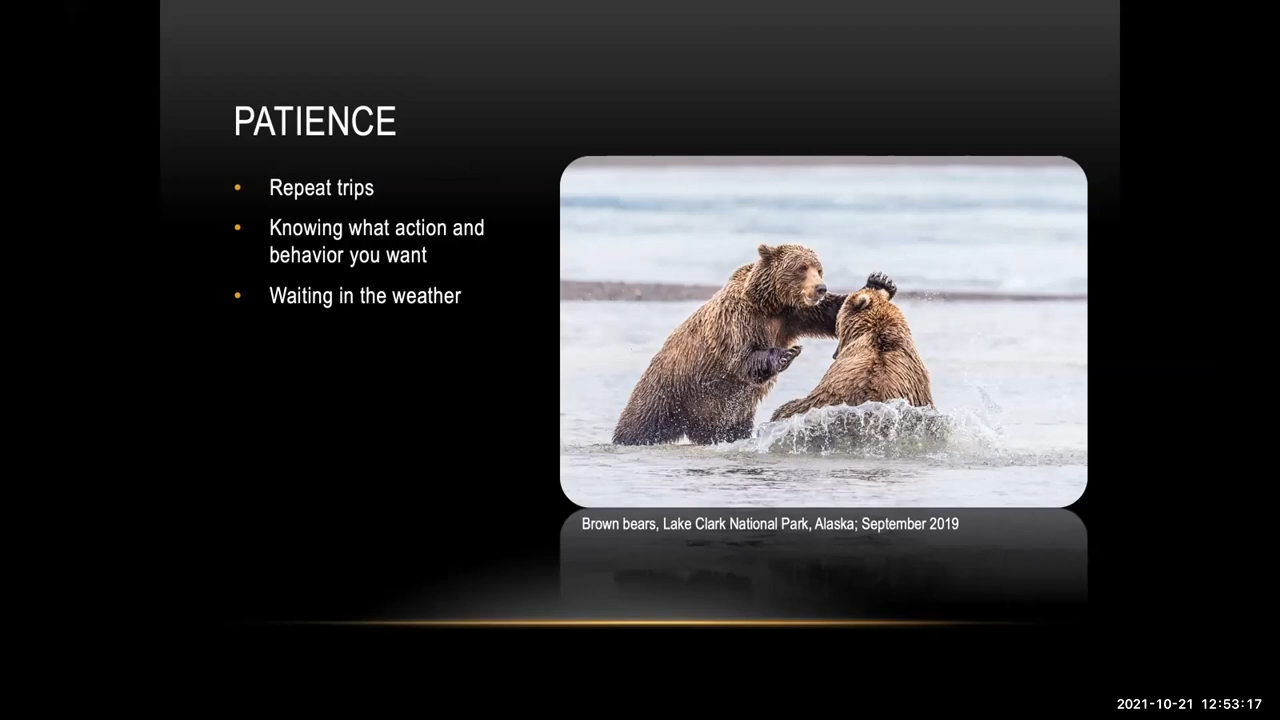 PATIENCE
• Repeat trips
• Knowing what action and
behavior you want
• Waiting in the weather
Brown bears, Lake Clark National Park, Alaska; September 2019
2021-10-21 12:53:17